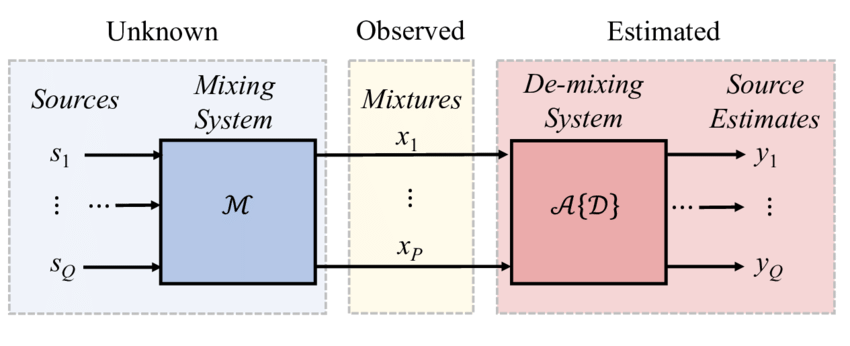 Unknown
Observed
Estimated
Sources
Mixing
System
Mixtures
De-mixing
System
Source
Estimates
s1
⋮
⋯
sQ
ℳ
x1
⋮
xP
𝒜{𝒟}
y1
⋯
⋮
yQ